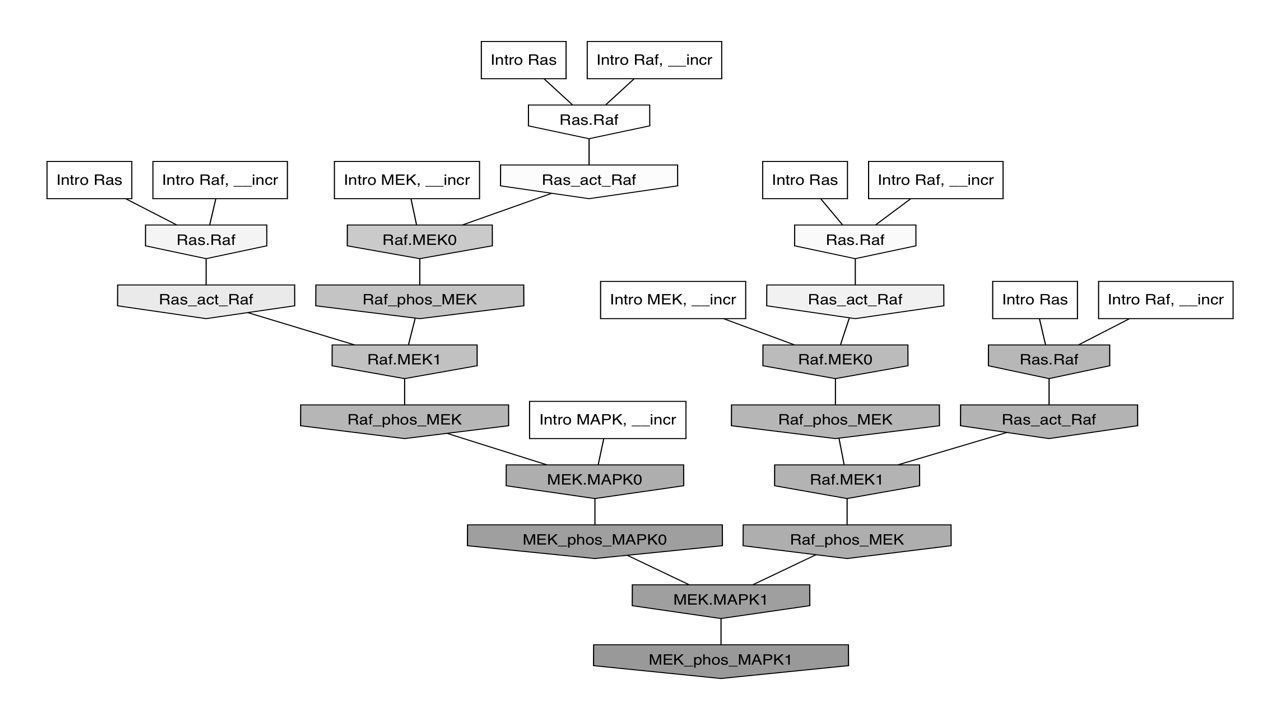 Intro Ras
Intro Raf, __incr
Ras.Raf
Intro Ras
Intro Raf, __incr
Intro MEK, __incr
Ras_act_Raf
Intro Ras
Intro Raf, __incr
Ras.Raf
Raf.MEK0
Ras.Raf
Ras_act_Raf
Raf_phos_MEK
Intro MEK, __incr
Ras_act_Raf
Intro Ras
Intro Raf, __incr
Raf.MEK1
Raf.MEK0
Ras.Raf
Raf_phos_MEK
Intro MAPK, __incr
Raf_phos_MEK
Ras_act_Raf
MEK.MAPK0
Raf.MEK1
MEK_phos_MAPK0
Raf_phos_MEK
MEK.MAPK1
MEK_phos_MAPK1